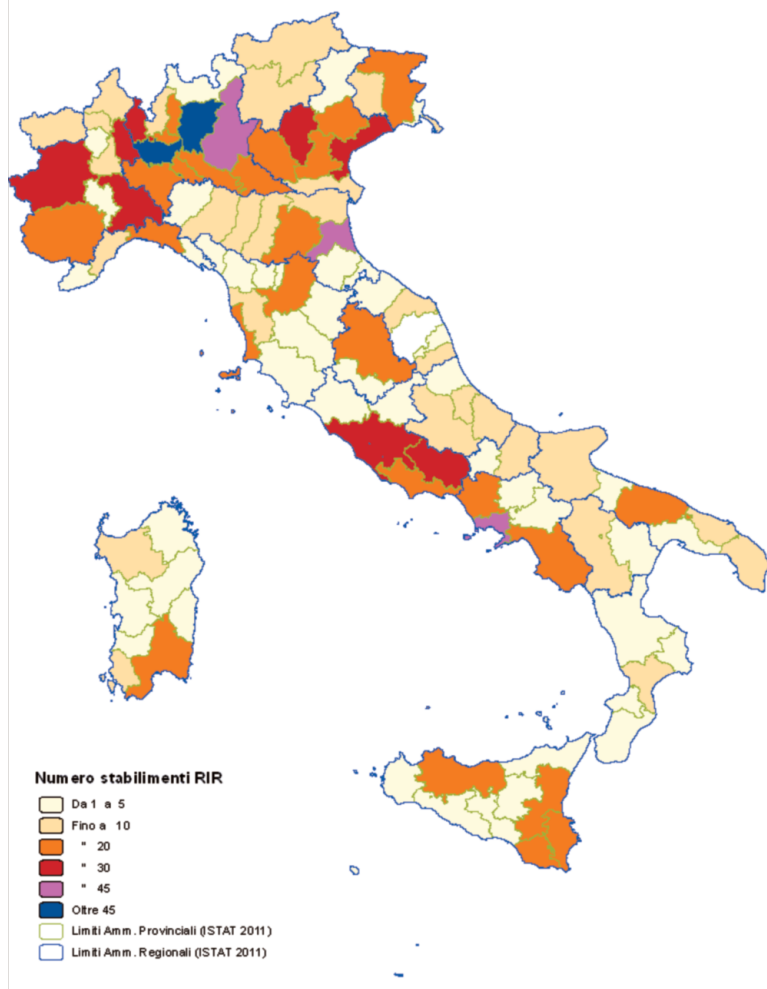 Numero stabilimenti RIR
Da 1 a 5
Fino a 10
" 20
" 30
" 45
Oltre 45
Limiti Amm. Provinciali (ISTAT 2011)
Limiti Amm. Regionali (ISTAT 2011)